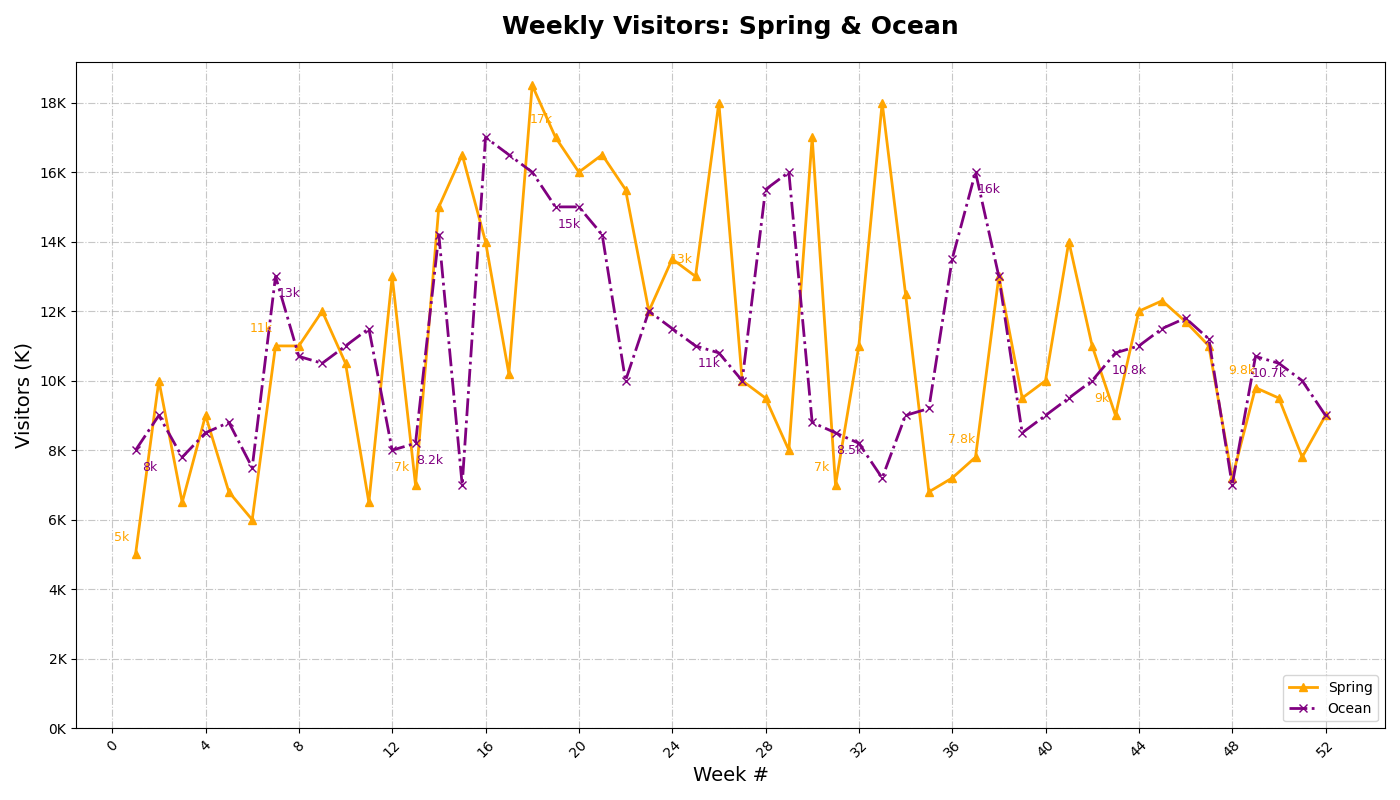 Weekly Visitors: Spring & Ocean
Visitors (K)
18K
16K
14K
12K
10K
8K
6K
4K
2K
0K
5k
11k
7k
17k
13k
7k
7.8k
9k
9.8k
8k
13k
8.2k
15k
11k
8.5k
16k
10.8k
10.7k
Spring
Ocean
0
4
8
12
16
20
24
28
32
36
40
44
48
52
Week #